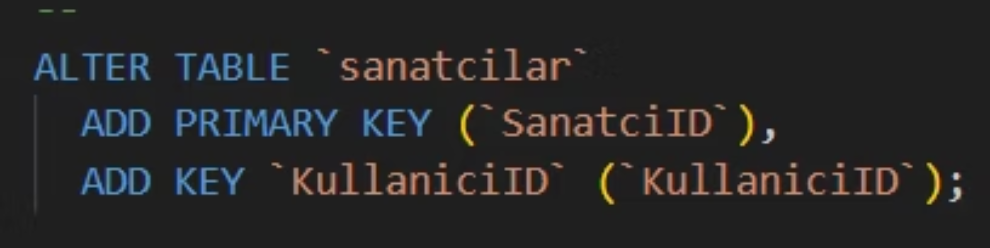 --
ALTER TABLE `sanatcilar`
ADD PRIMARY KEY (`SanatciID`),
ADD KEY `KullaniciID` (`KullaniciID`);